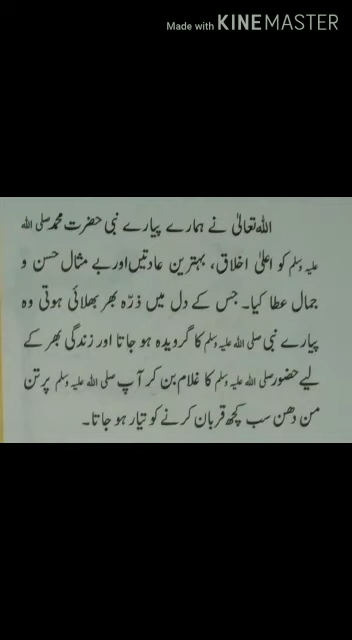 Made with KINEMASTER
اللہ تعالیٰ نے ہمارے پیارے نبی حضرت محمد صلی اللہ
علیہ وسلم کو اعلیٰ اخلاق، بہترین عادتیں اور بے مثال حسن و
جمال عطا کیا۔ جس کے دل میں ذرّہ بھر بھلائی ہوتی وہ
پیارے نبی صلی اللہ علیہ وسلم کا گرویدہ ہو جاتا اور زندگی بھر کے
لیے حضور صلی اللہ علیہ وسلم کا غلام بن کر آپ صلی اللہ علیہ وسلم پر تن
من دھن سب کچھ قربان کرنے کو تیار ہو جاتا۔